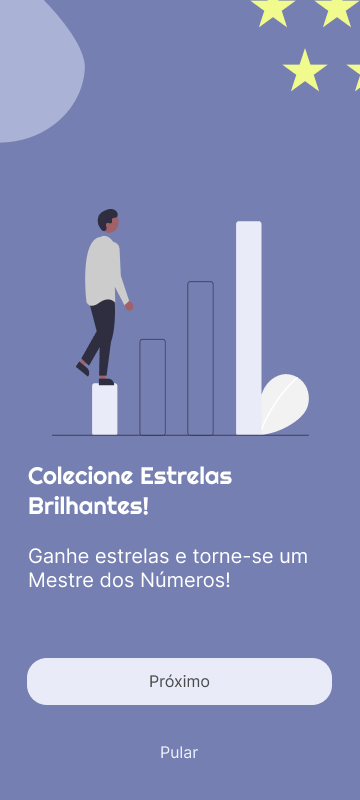 Colecione Estrelas
Brilhantes!
Ganhe estrelas e torne-se um
Mestre dos Números!
Próximo
Pular